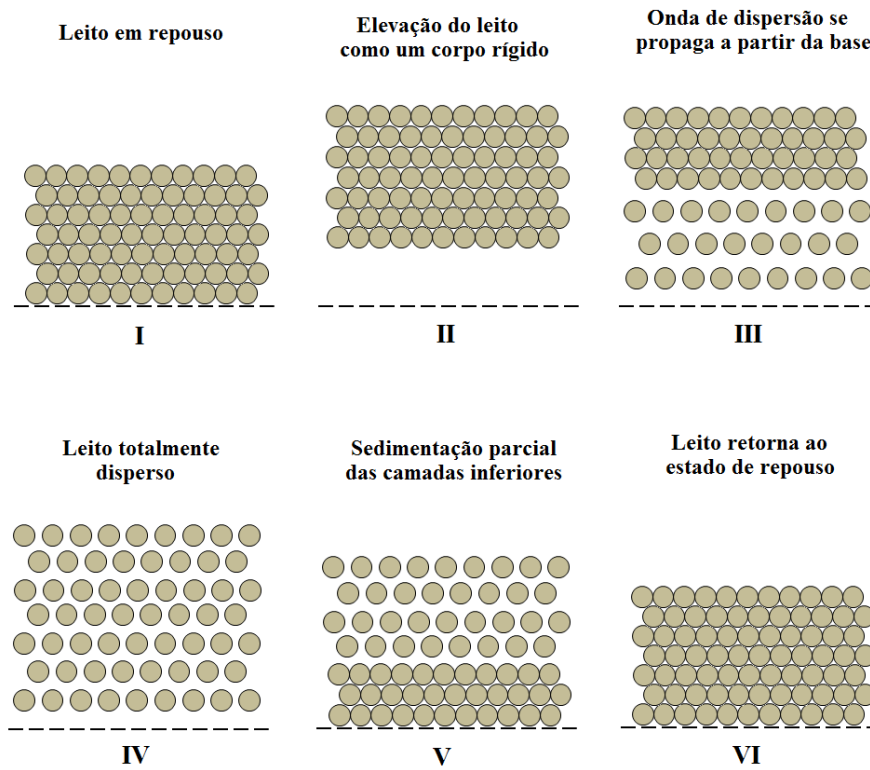 Leito em repouso
Elevação do leito
como um corpo rígido
Onda de dispersão se
propaga a partir da base
I
II
III
Leito totalmente
disperso
Sedimentação parcial
das camadas inferiores
Leito retorna ao
estado de repouso
IV
V
VI